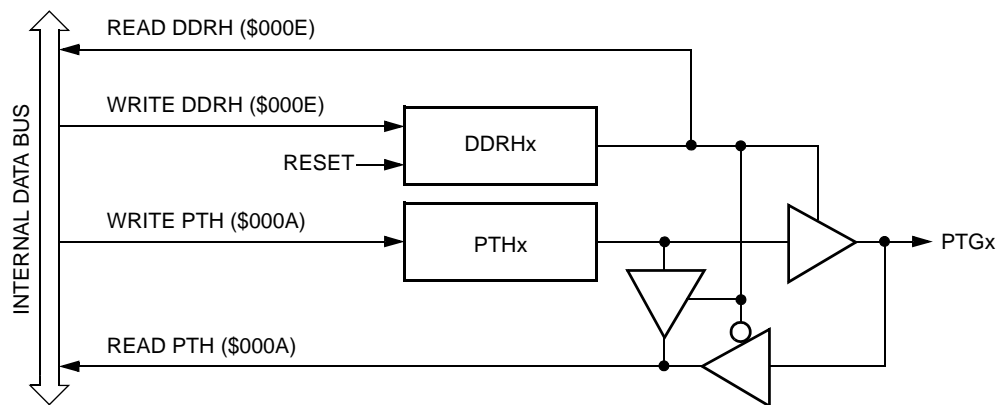 READ DDRH ($000E)
WRITE DDRH ($000E)
DDRHx
RESET
INTERNAL DATA BUS
WRITE PTH ($000A)
PTHx
PTGx
READ PTH ($000A)